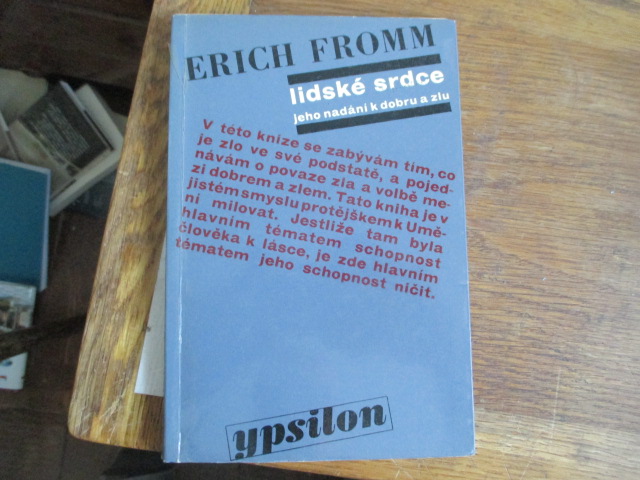 ERICH FROMM
lidské srdce
jeho nadání k dobru a zlu
V této knize se zabývám tím, co
je zlo ve své podstatě, a pojed-
návám o povaze zla a volbě me-
zi dobrem a zlem. Tato kniha je v
jistém smyslu protějškem k Umě-
ní milovat. Jestliže tam byla
hlavním tématem schopnost
člověka k lásce, je zde hlavním
tématem jeho schopnost ničit.
ypsilon